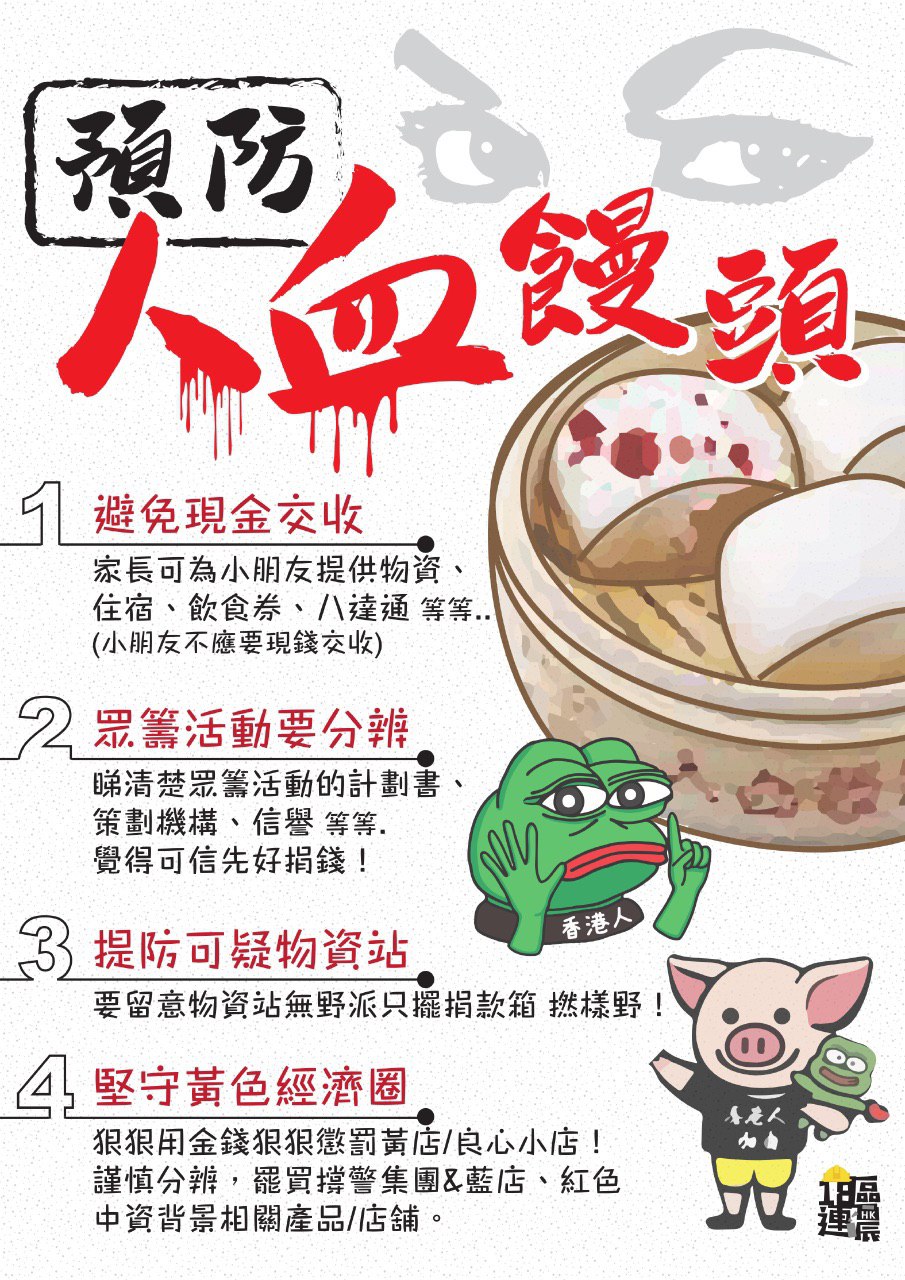 預防
人血饅頭
1 避免現金交收
家長可為小朋友提供物資、
住宿、飲食券、八達通 等等..
(小朋友不應要現錢交收)
2 眾籌活動要分辨
睇清楚眾籌活動的計劃書、
策劃機構、信譽 等等.
覺得可信先好捐錢！
香港人
3 提防可疑物資站
要留意物資站無野派只擺捐款箱 撚樣野！
4 堅守黃色經濟圈
狠狠用金錢狠狠懲罰黃店/良心小店！
謹慎分辨，罷買撐警集團&藍店、紅色
中資背景相關產品/店舖。
香港人
加油
18區
連HK儂